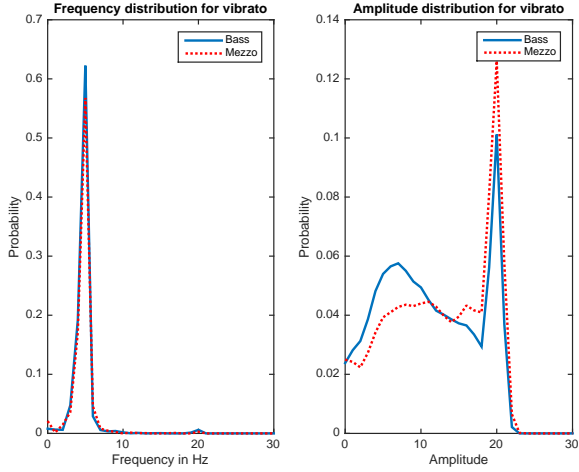 Frequency distribution for vibrato
0.7
0.6
0.5
0.4
0.3
0.2
0.1
0
Probability
Bass
Mezzo
0 10 20 30
Frequency in Hz
Amplitude distribution for vibrato
0.14
0.12
0.1
0.08
0.06
0.04
0.02
0
Probability
Bass
Mezzo
0 10 20 30
Amplitude